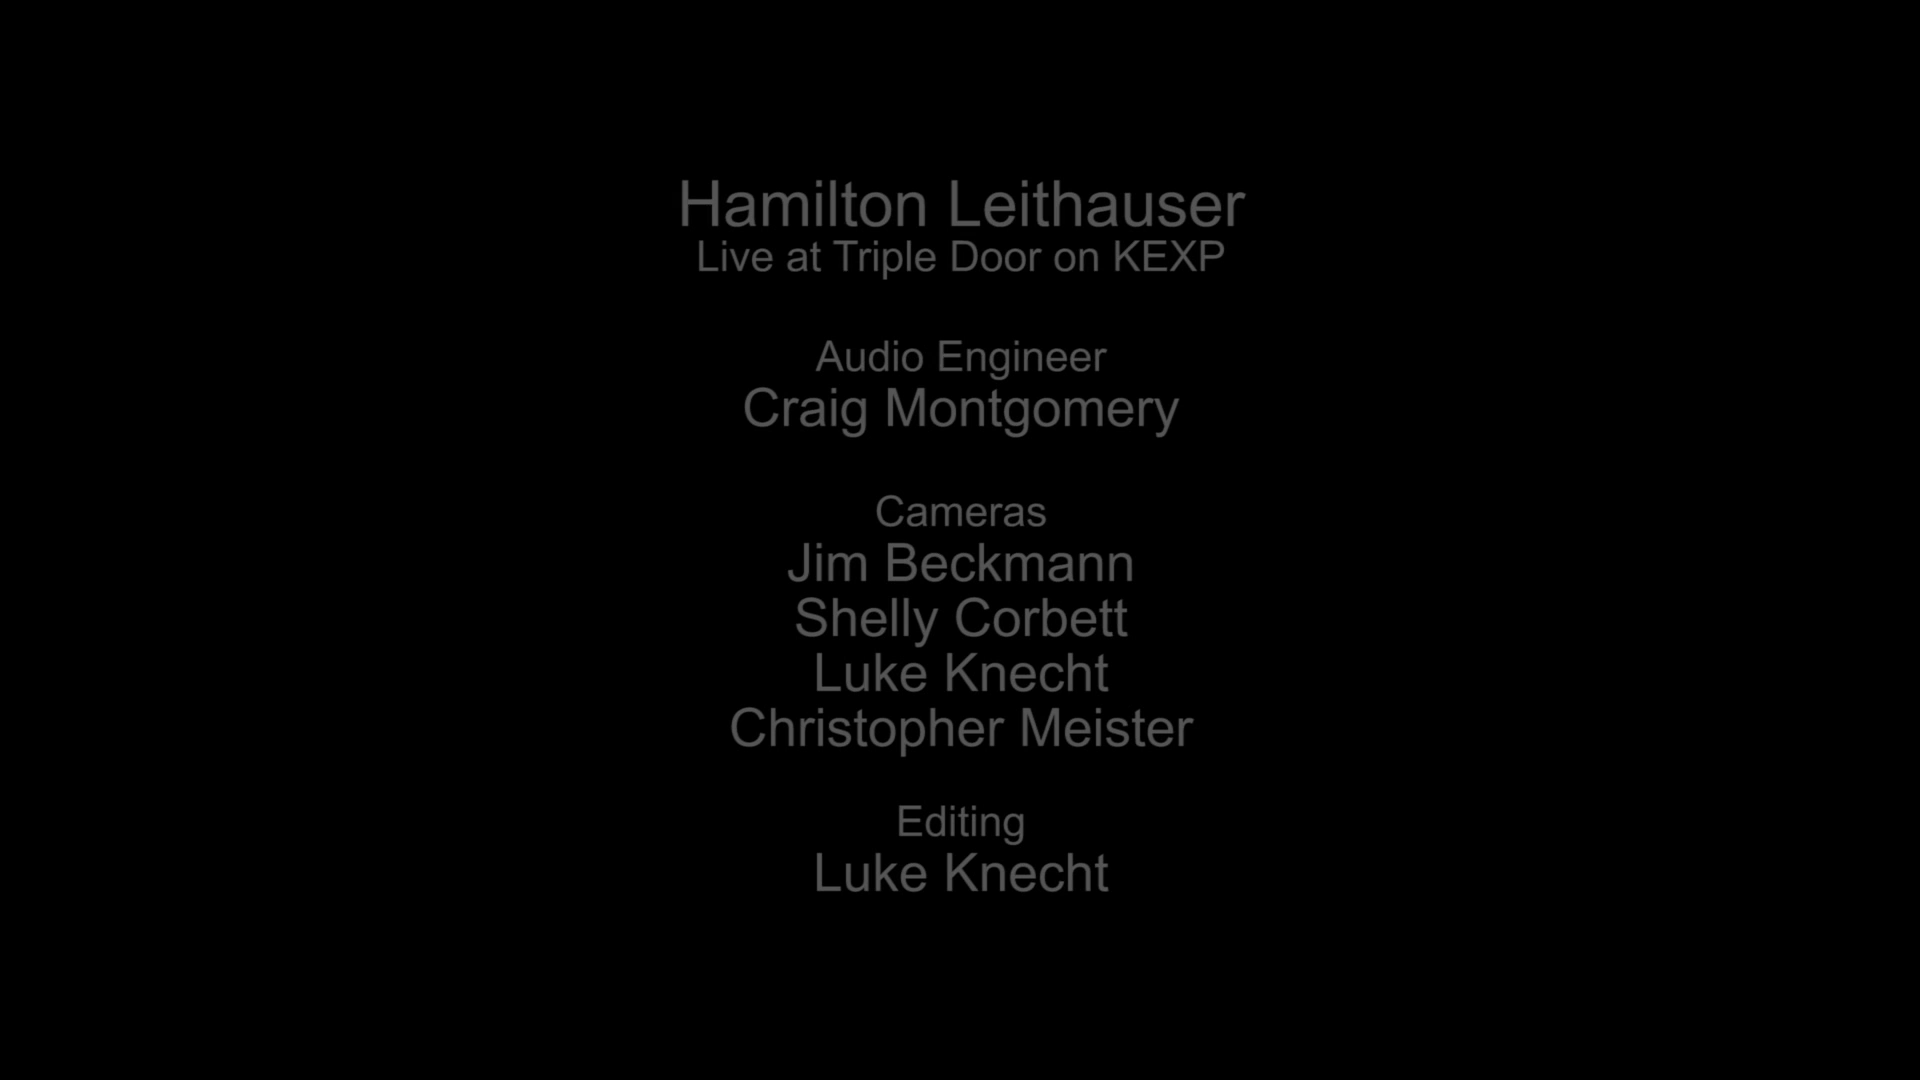 Hamilton Leithauser
Live at Triple Door on KEXP
Audio Engineer
Craig Montgomery
Cameras
Jim Beckmann
Shelly Corbett
Luke Knecht
Christopher Meister
Editing
Luke Knecht